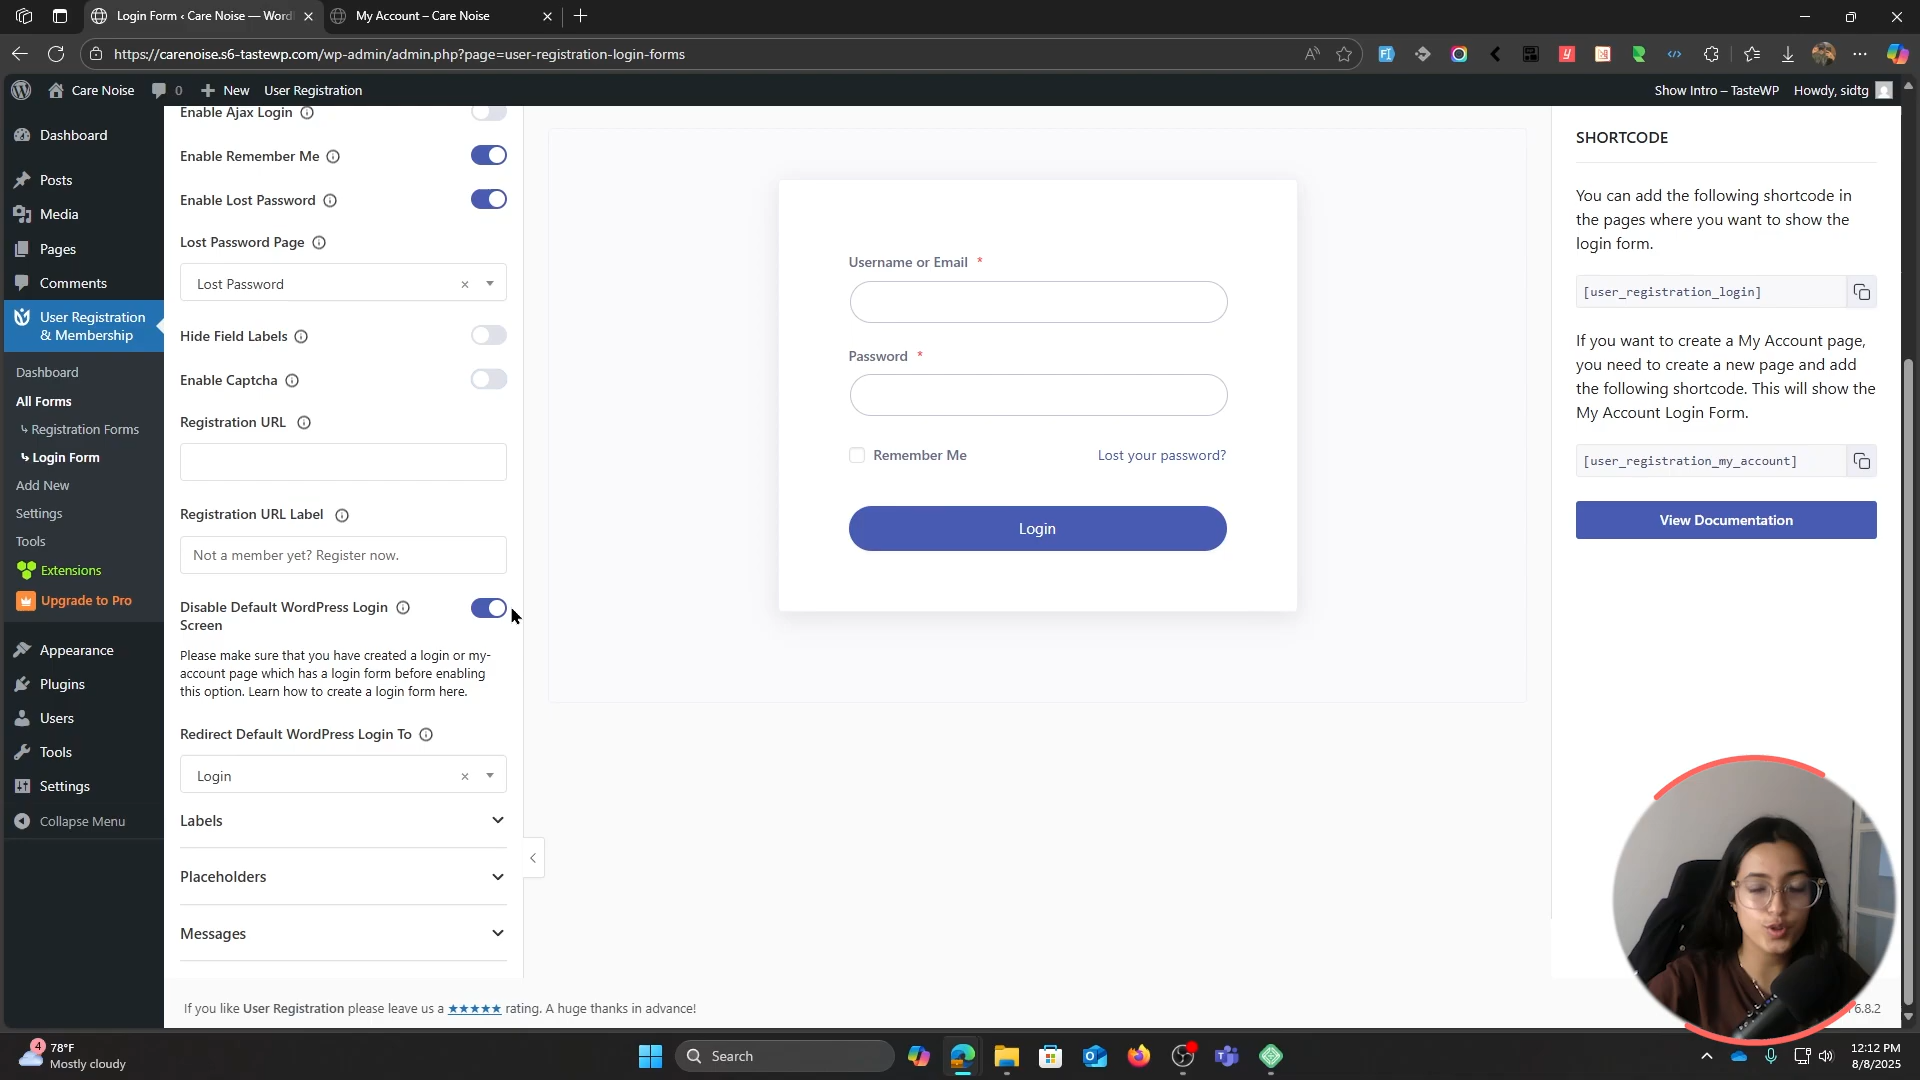 Login Form ‹ Care Noise — Word
My Account – Care Noise
https://carenoise.s6-tastewp.com/wp-admin/admin.php?page=user-registration-login-forms
Care Noise
0
New
User Registration
Show Intro – TasteWP
Howdy, sidtg
Dashboard
Posts
Media
Pages
Comments
User Registration
& Membership
Dashboard
All Forms
↳ Registration Forms
↳ Login Form
Add New
Settings
Tools
Extensions
Upgrade to Pro
Appearance
Plugins
Users
Tools
Settings
Collapse Menu
Enable Ajax Login
Enable Remember Me
Enable Lost Password
Lost Password Page
Lost Password
Hide Field Labels
Enable Captcha
Registration URL
Registration URL Label
Not a member yet? Register now.
Disable Default WordPress Login
Screen
Please make sure that you have created a login or my-
account page which has a login form before enabling
this option. Learn how to create a login form here.
Redirect Default WordPress Login To
Login
Labels
Placeholders
Messages
Username or Email *
Password *
Remember Me
Lost your password?
Login
SHORTCODE
You can add the following shortcode in
the pages where you want to show the
login form.
[user_registration_login]
If you want to create a My Account page,
you need to create a new page and add
the following shortcode. This will show the
My Account Login Form.
[user_registration_my_account]
View Documentation
If you like User Registration please leave us a ★★★★★ rating. A huge thanks in advance!
6.8.2
4
78°F
Mostly cloudy
Search
12:12 PM
8/8/2025